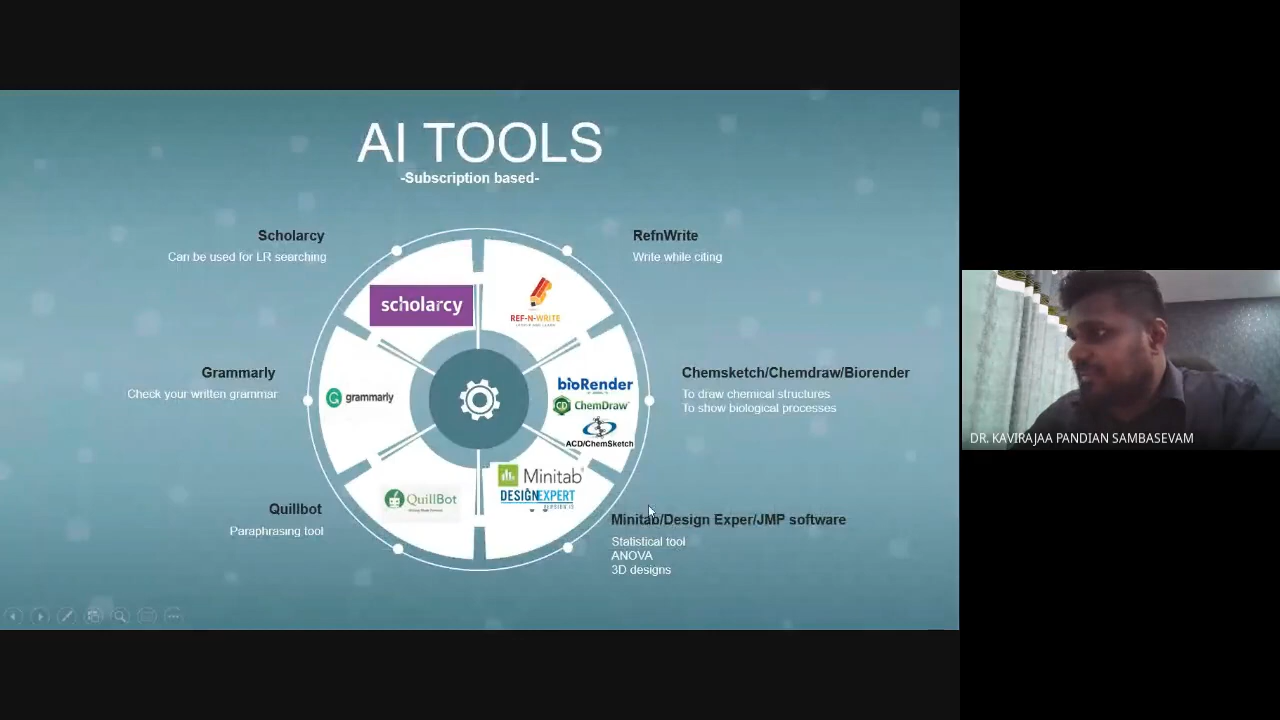 AI TOOLS
-Subscription based-
Scholarcy
Can be used for LR searching
RefnWrite
Write while citing
scholarcy
REF-N-WRITE
Grammarly
Check your written grammar
grammarly
bioRender
ChemDraw
ACD/ChemSketch
Chemsketch/Chemdraw/Biorender
To draw chemical structures
To show biological processes
Quillbot
Paraphrasing tool
QuillBot
Minitab
DESIGNEXPERT
Minitab/Design Exper/JMP software
Statistical tool
ANOVA
3D designs
DR. KAVIRAJAA PANDIAN SAMBASEVAM